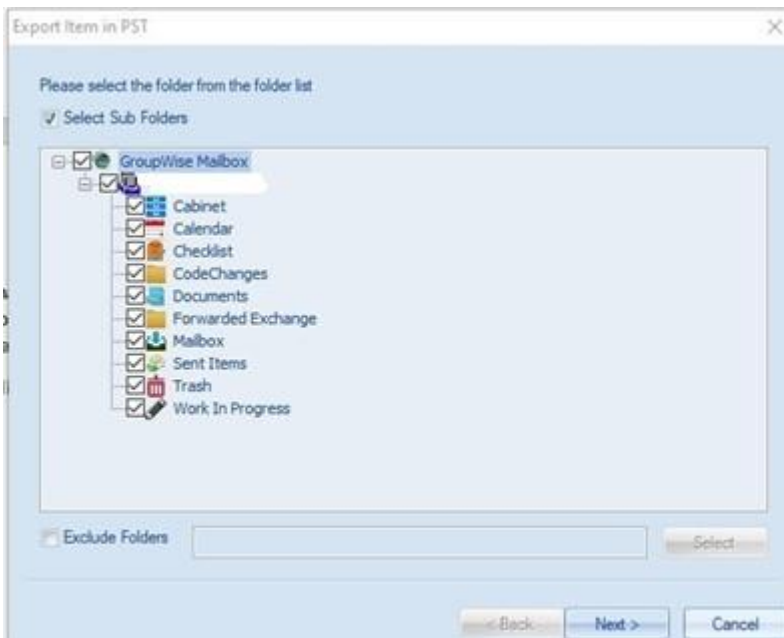 Export Item in PST
Please select the folder from the folder list
Select Sub Folders
GroupWise Mailbox
Cabinet
Calendar
Checklist
CodeChanges
Documents
Forwarded Exchange
Mailbox
Sent Items
Trash
Work In Progress
Exclude Folders
Select
< Back
Next >
Cancel